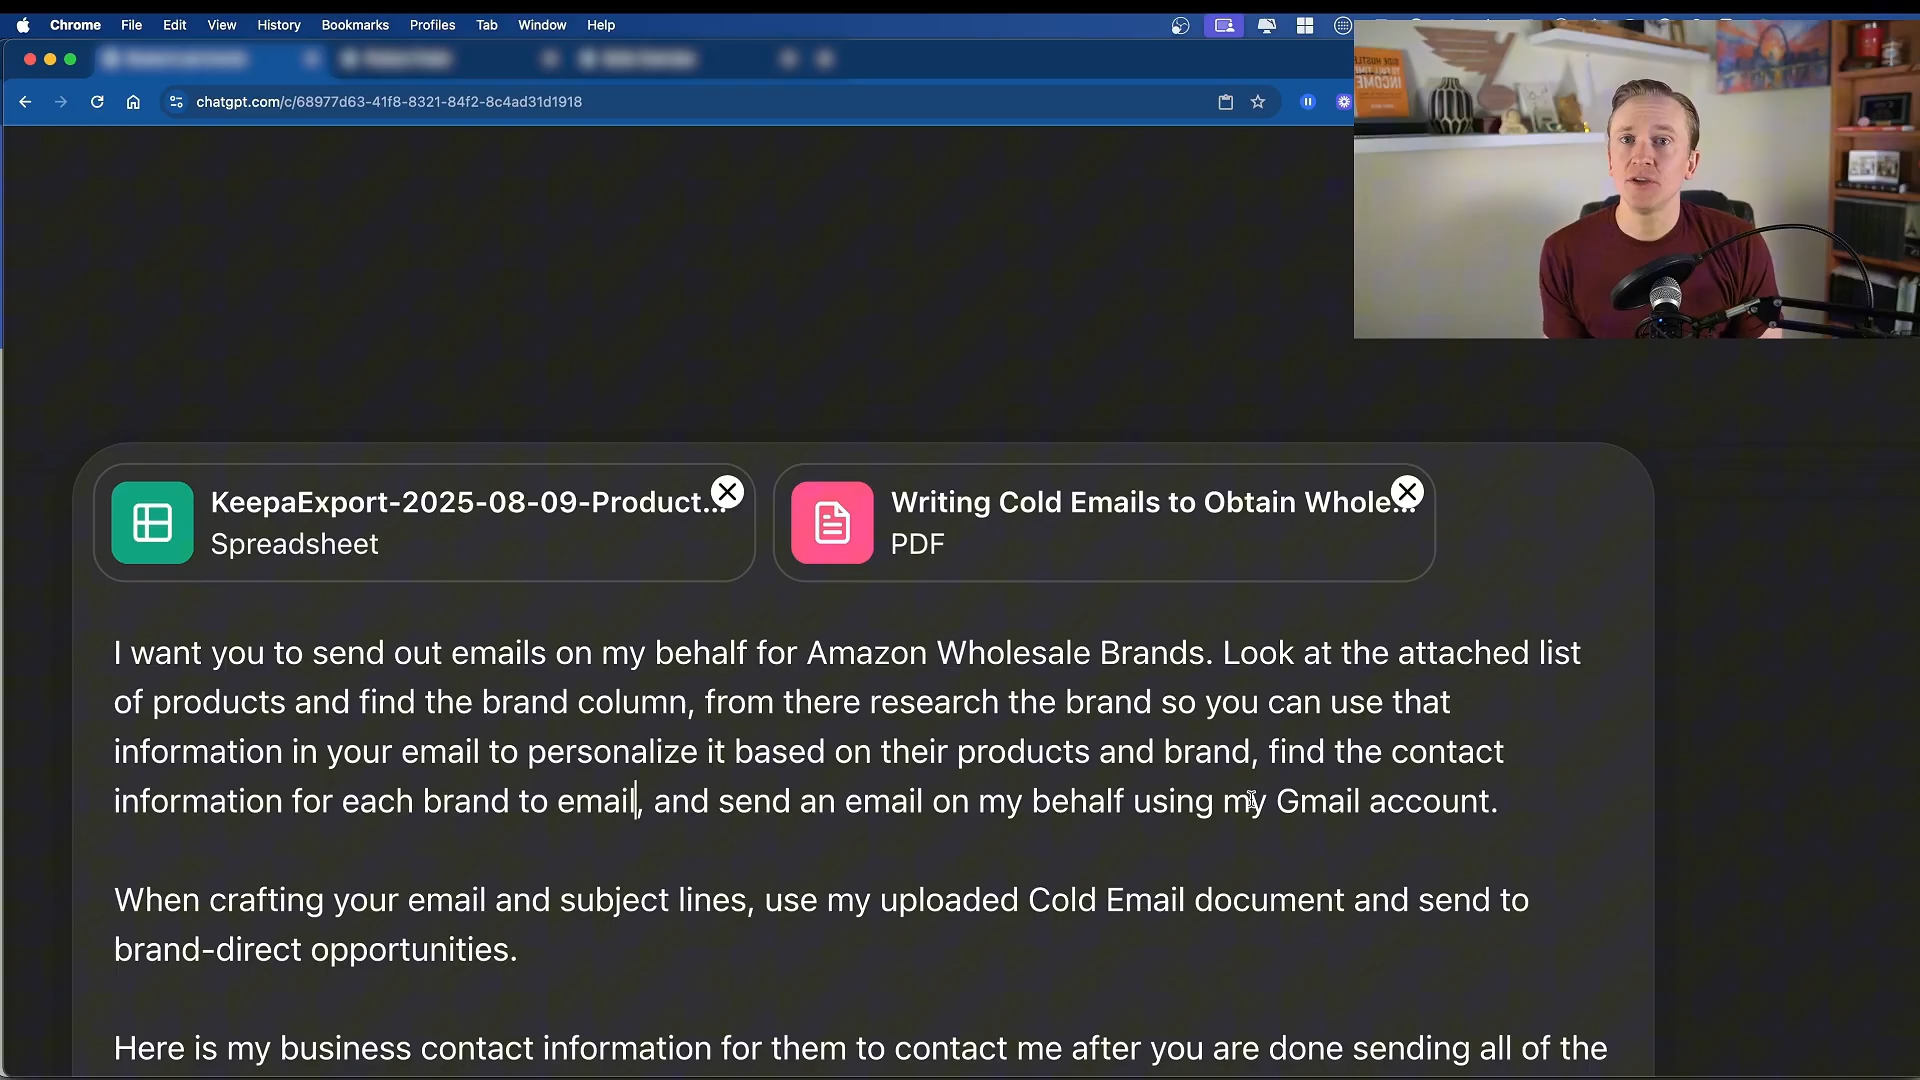 Chrome File Edit View History Bookmarks Profiles Tab Window Help
chatgpt.com/c/68977d63-41f8-8321-84f2-8c4ad31d1918
SIDE HUSTLE
TO FULL TIME
INCOME
KeepaExport-2025-08-09-Product...
Spreadsheet
Writing Cold Emails to Obtain Whole...
PDF
I want you to send out emails on my behalf for Amazon Wholesale Brands. Look at the attached list
of products and find the brand column, from there research the brand so you can use that
information in your email to personalize it based on their products and brand, find the contact
information for each brand to email, and send an email on my behalf using my Gmail account.
When crafting your email and subject lines, use my uploaded Cold Email document and send to
brand-direct opportunities.
Here is my business contact information for them to contact me after you are done sending all of the